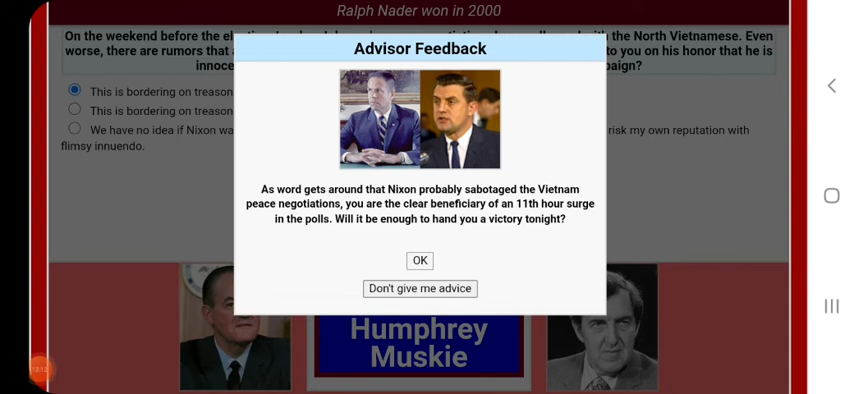 Ralph Nader won in 2000
On the weekend before the
the North Vietnamese. Even
worse, there are rumors that
to you on his honor that he is
innoce
paign?
Advisor Feedback
This is bordering on treason
This is bordering on treason
We have no idea if Nixon wa
risk my own reputation with
flimsy innuendo.
As word gets around that Nixon probably sabotaged the Vietnam
peace negotiations, you are the clear beneficiary of an 11th hour surge
in the polls. Will it be enough to hand you a victory tonight?
OK
Don't give me advice
Humphrey
Muskie